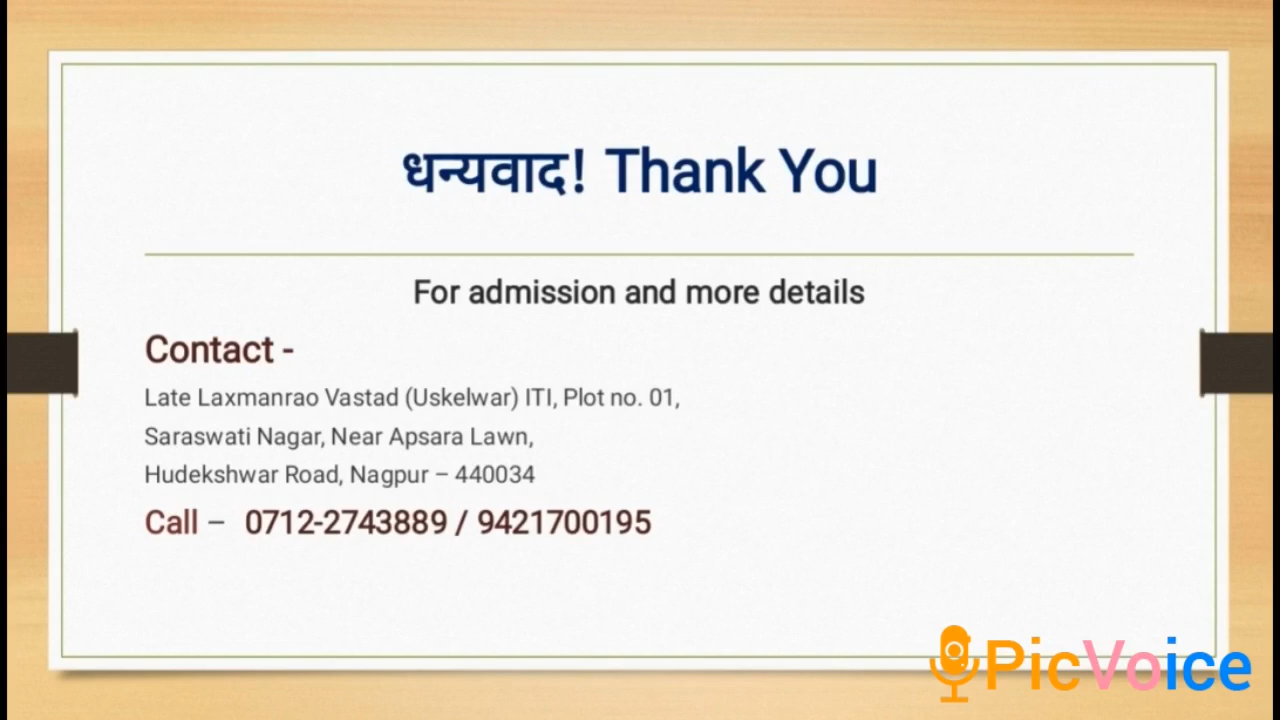 धन्यवाद! Thank You
For admission and more details
Contact -
Late Laxmanrao Vastad (Uskelwar) ITI, Plot no. 01,
Saraswati Nagar, Near Apsara Lawn,
Hudekshwar Road, Nagpur – 440034
Call – 0712-2743889 / 9421700195
PicVoice